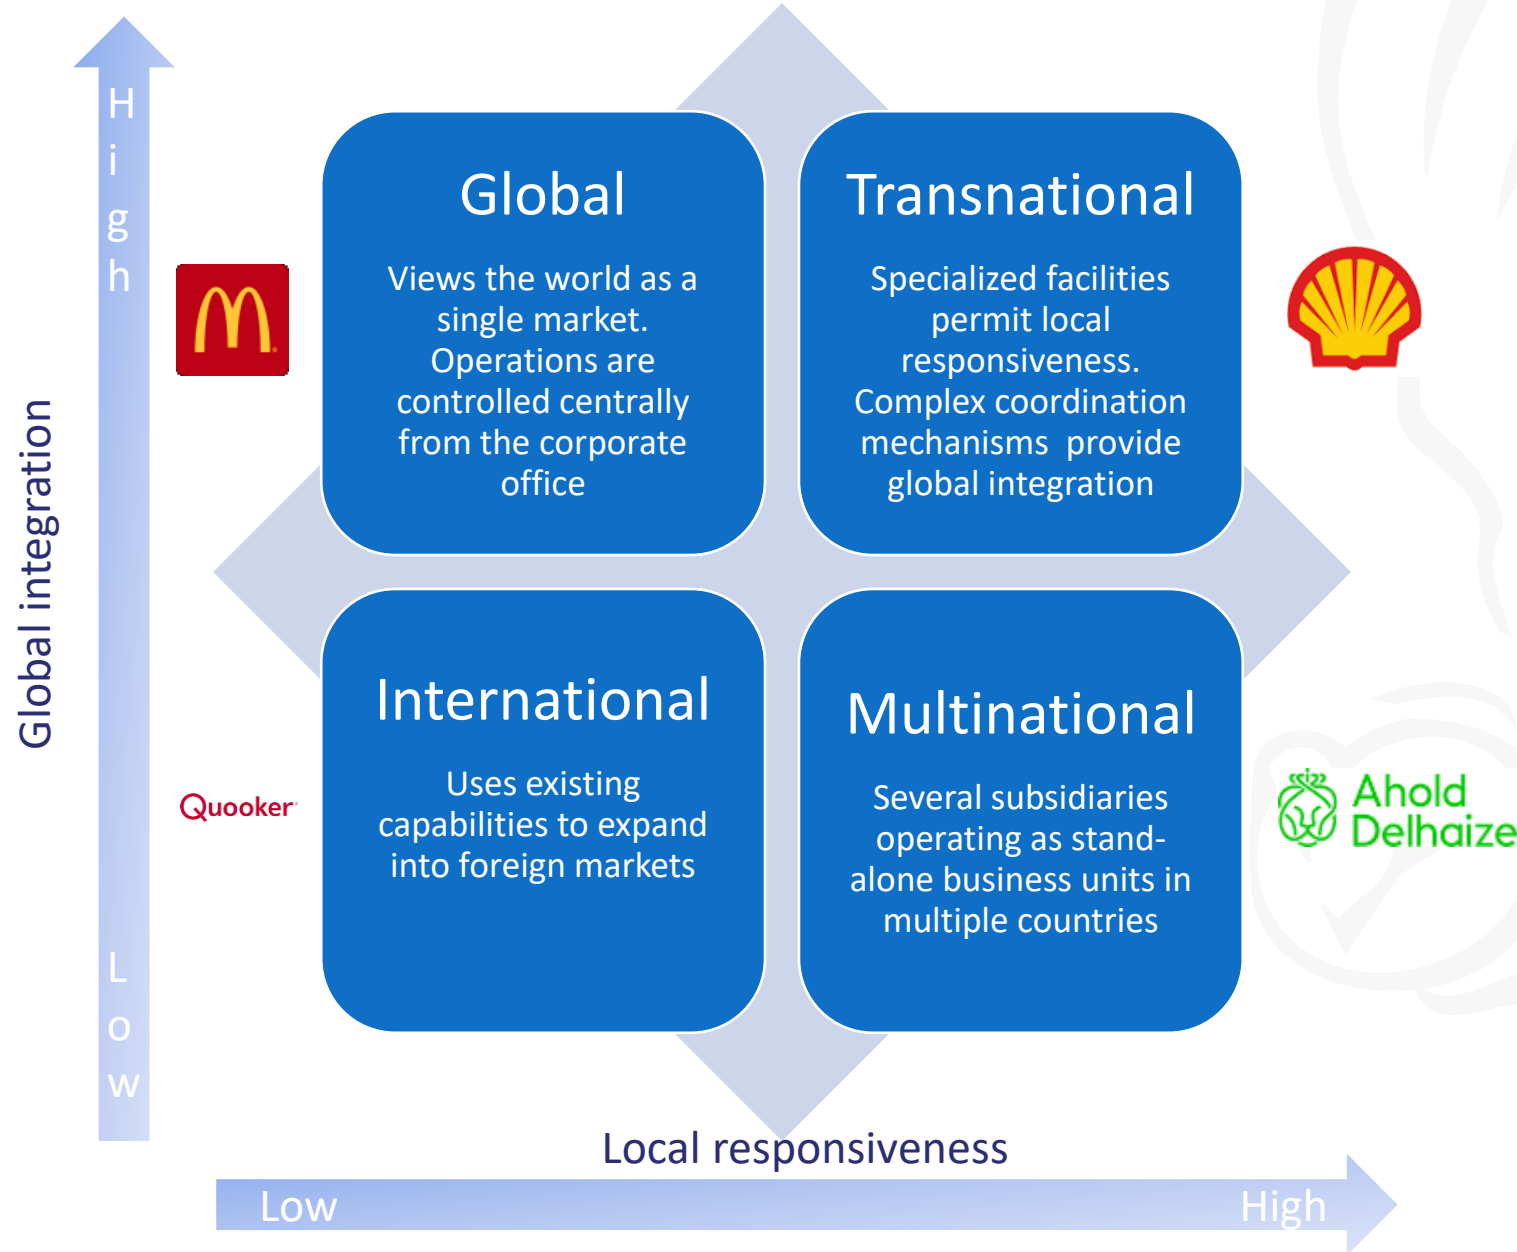 High
Global integration
Low
Global
Views the world as a
single market.
Operations are
controlled centrally
from the corporate
office
Transnational
Specialized facilities
permit local
responsiveness.
Complex coordination
mechanisms  provide
global integration
International
Uses existing
capabilities to expand
into foreign markets
Quooker
Multinational
Several subsidiaries
operating as stand-
alone business units in
multiple countries
Ahold
Delhaize
Local responsiveness
Low
High